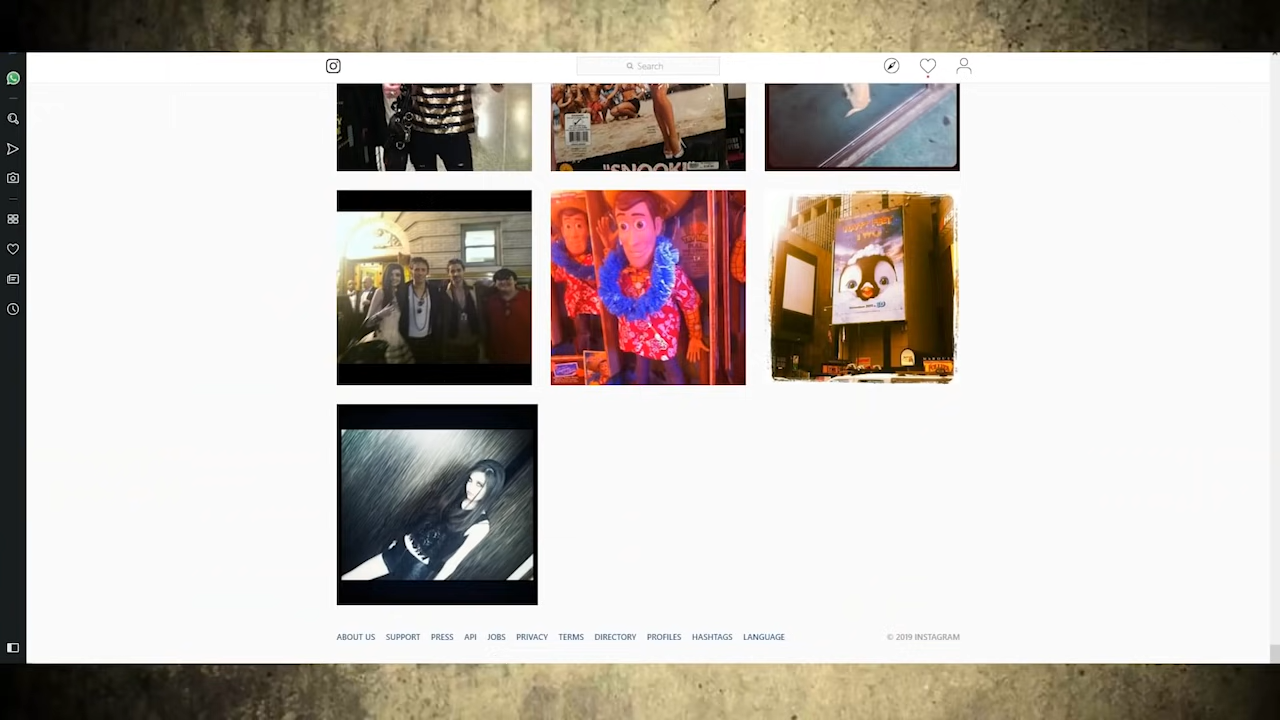 Search
"SNOOKI
ABOUT US SUPPORT PRESS API JOBS PRIVACY TERMS DIRECTORY PROFILES HASHTAGS LANGUAGE
© 2019 INSTAGRAM